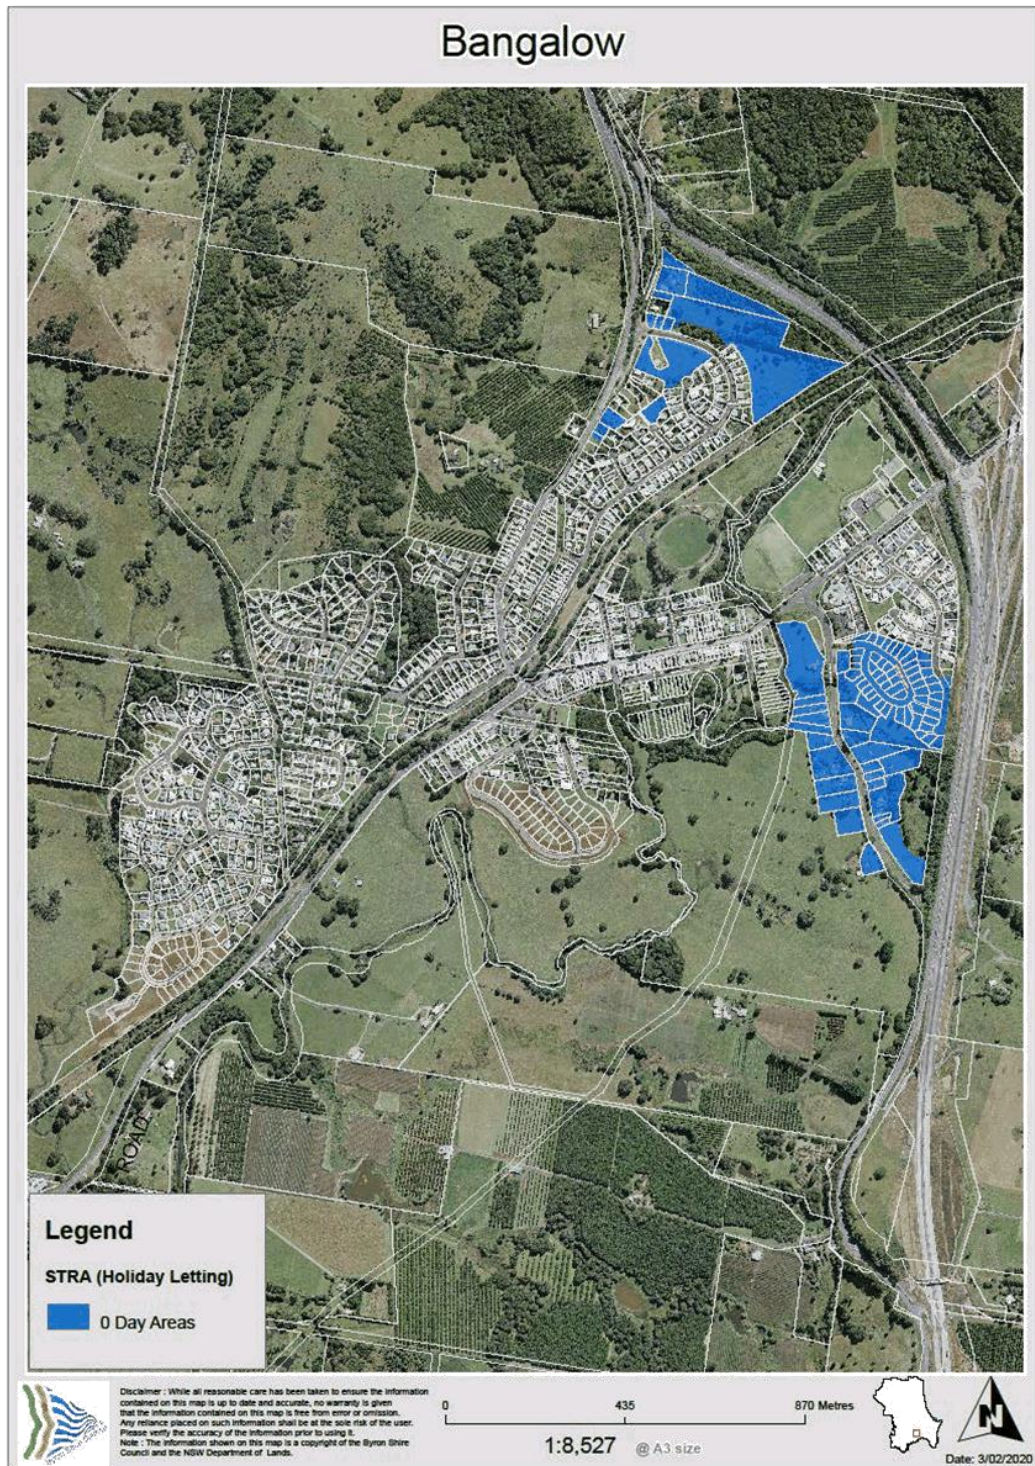 Bangalow
ROAD
Legend
STRA (Holiday Letting)
0 Day Areas
Disclaimer : While all reasonable care has been taken to ensure the information
contained on this map is up to date and accurate, no warranty is given
that the information contained on this map is free from error or omission.
Any reliance placed on such information shall be at the sole risk of the user.
Please verify the accuracy of the information prior to using it.
Note : The information shown on this map is a copyright of the Byron Shire
Council and the NSW Department of Lands.
0 435 870 Metres
1:8,527 @ A3 size
N
Date: 3/02/2020